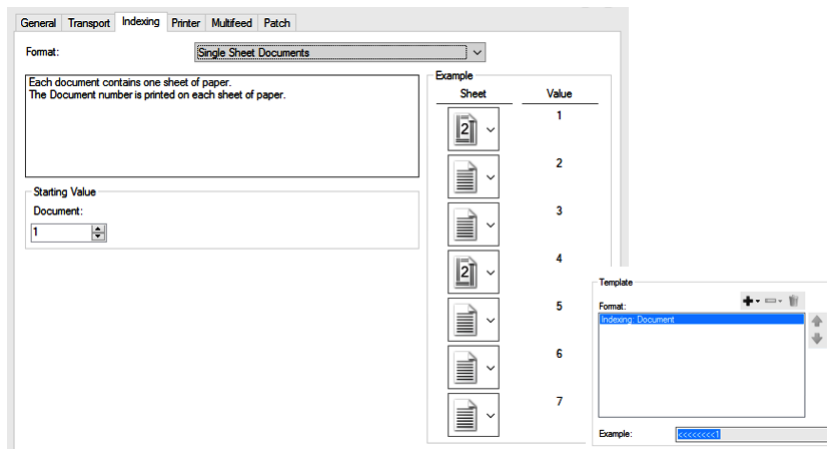 General Transport Indexing Printer Multifeed Patch
Format: Single Sheet Documents
Each document contains one sheet of paper.
The Document number is printed on each sheet of paper.
Starting Value
Document:
1
Example
Sheet Value
2 1
2
3
2 4
5
6
7
Template
Format:
Indexing: Document
Example: <<<<<<<<1